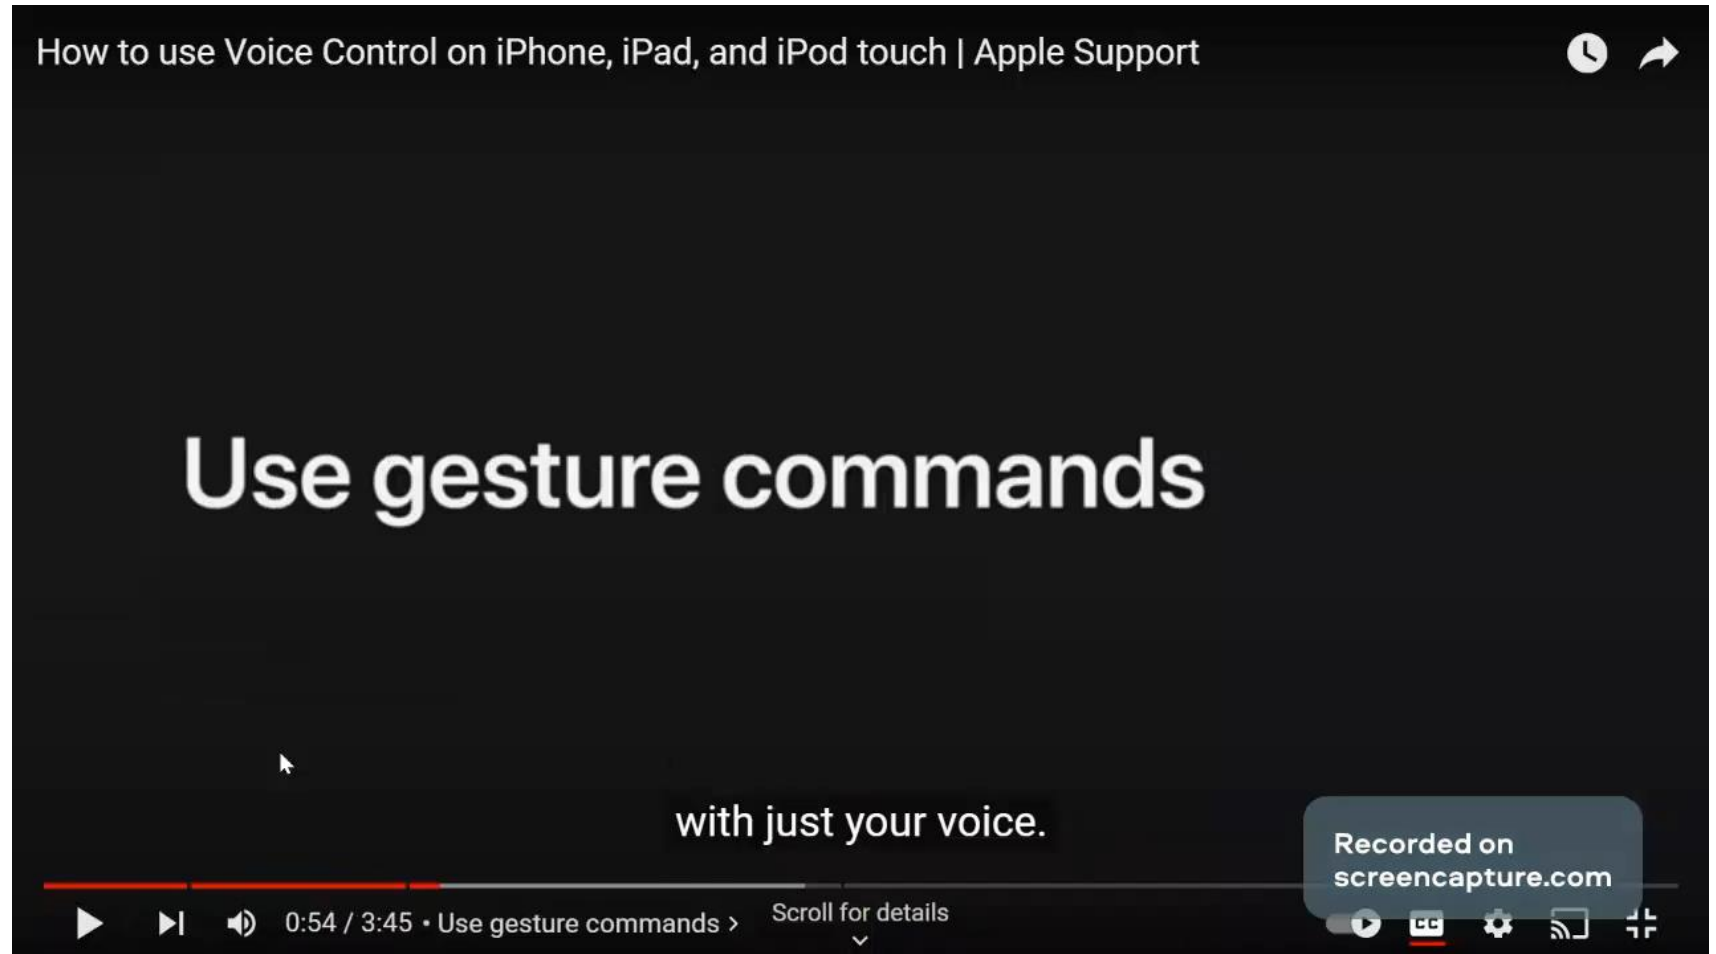 How to use Voice Control on iPhone, iPad, and iPod touch | Apple Support
Use gesture commands
with just your voice.
Recorded on
screencapture.com
0:54 / 3:45 • Use gesture commands >
Scroll for details
CC